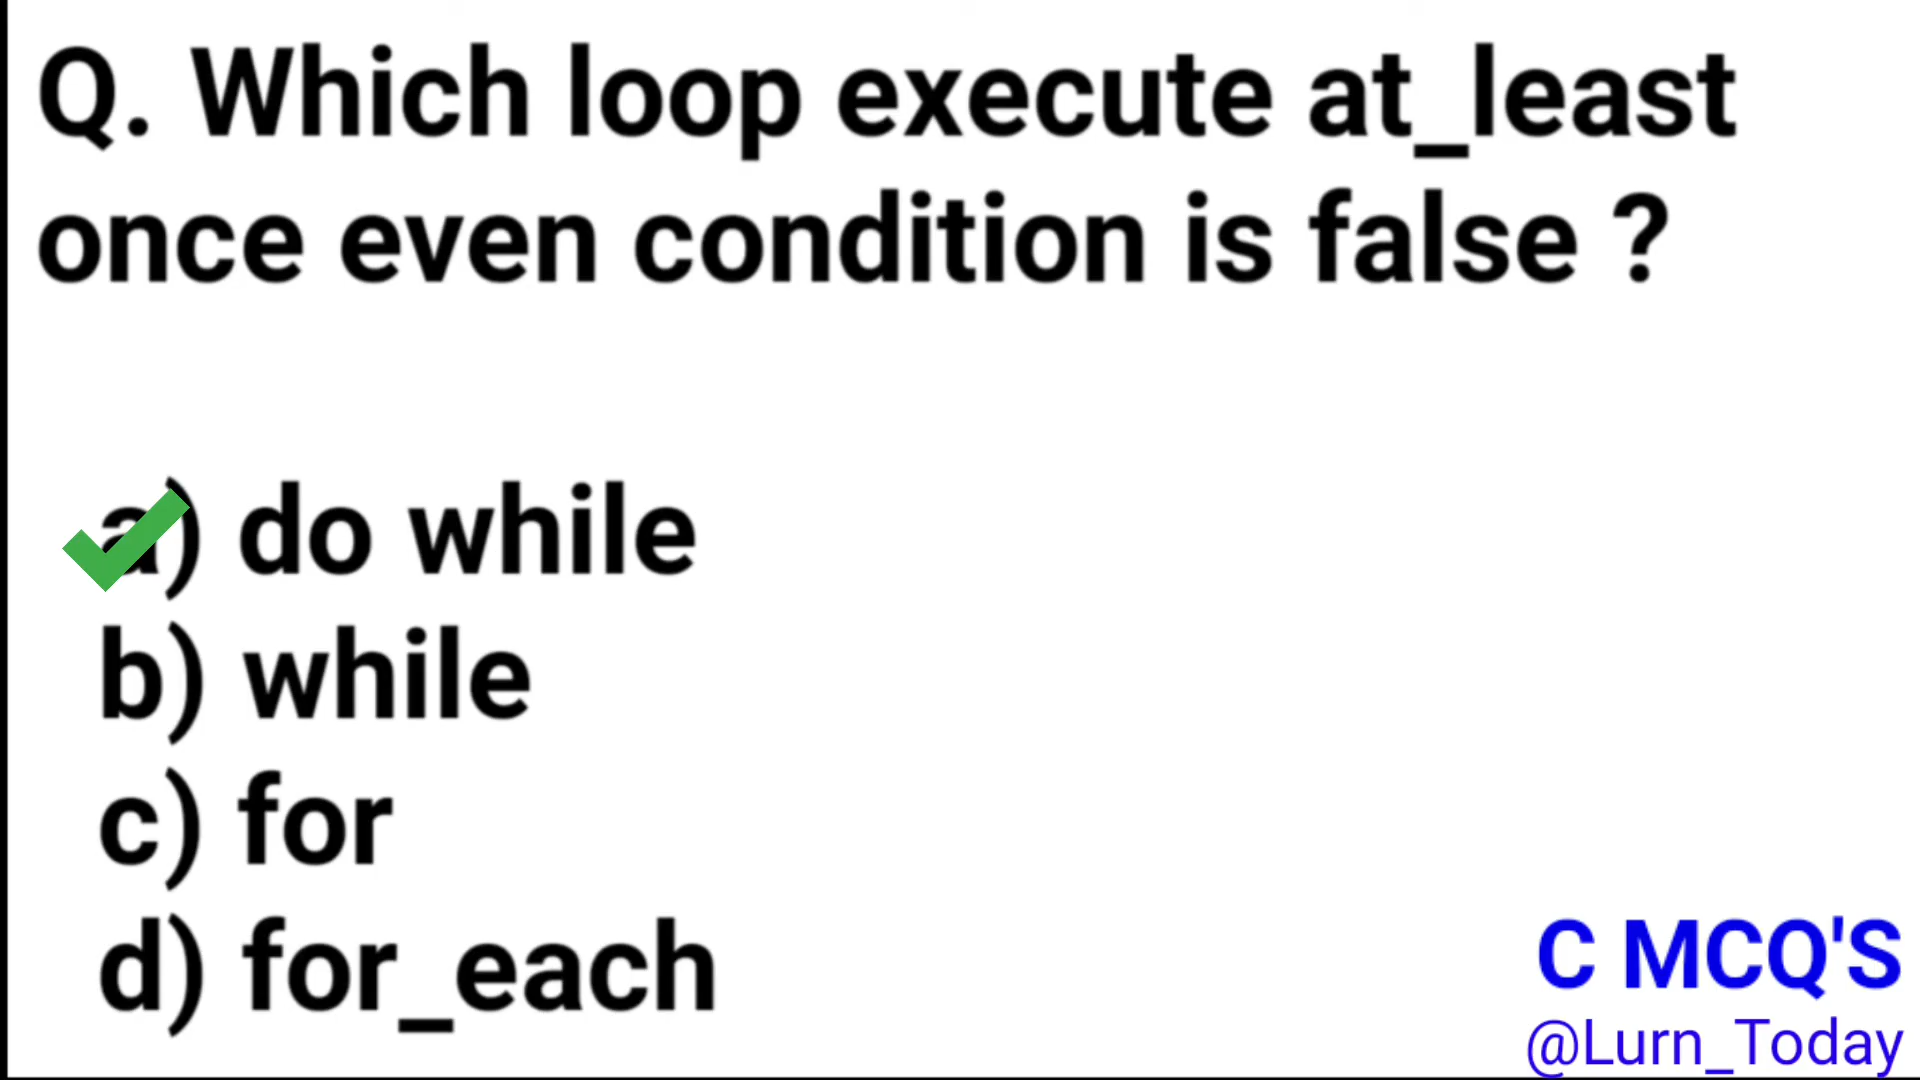 Q. Which loop execute at_least
once even condition is false ?
a) do while
b) while
c) for
d) for_each
C MCQ'S
@Lurn_Today